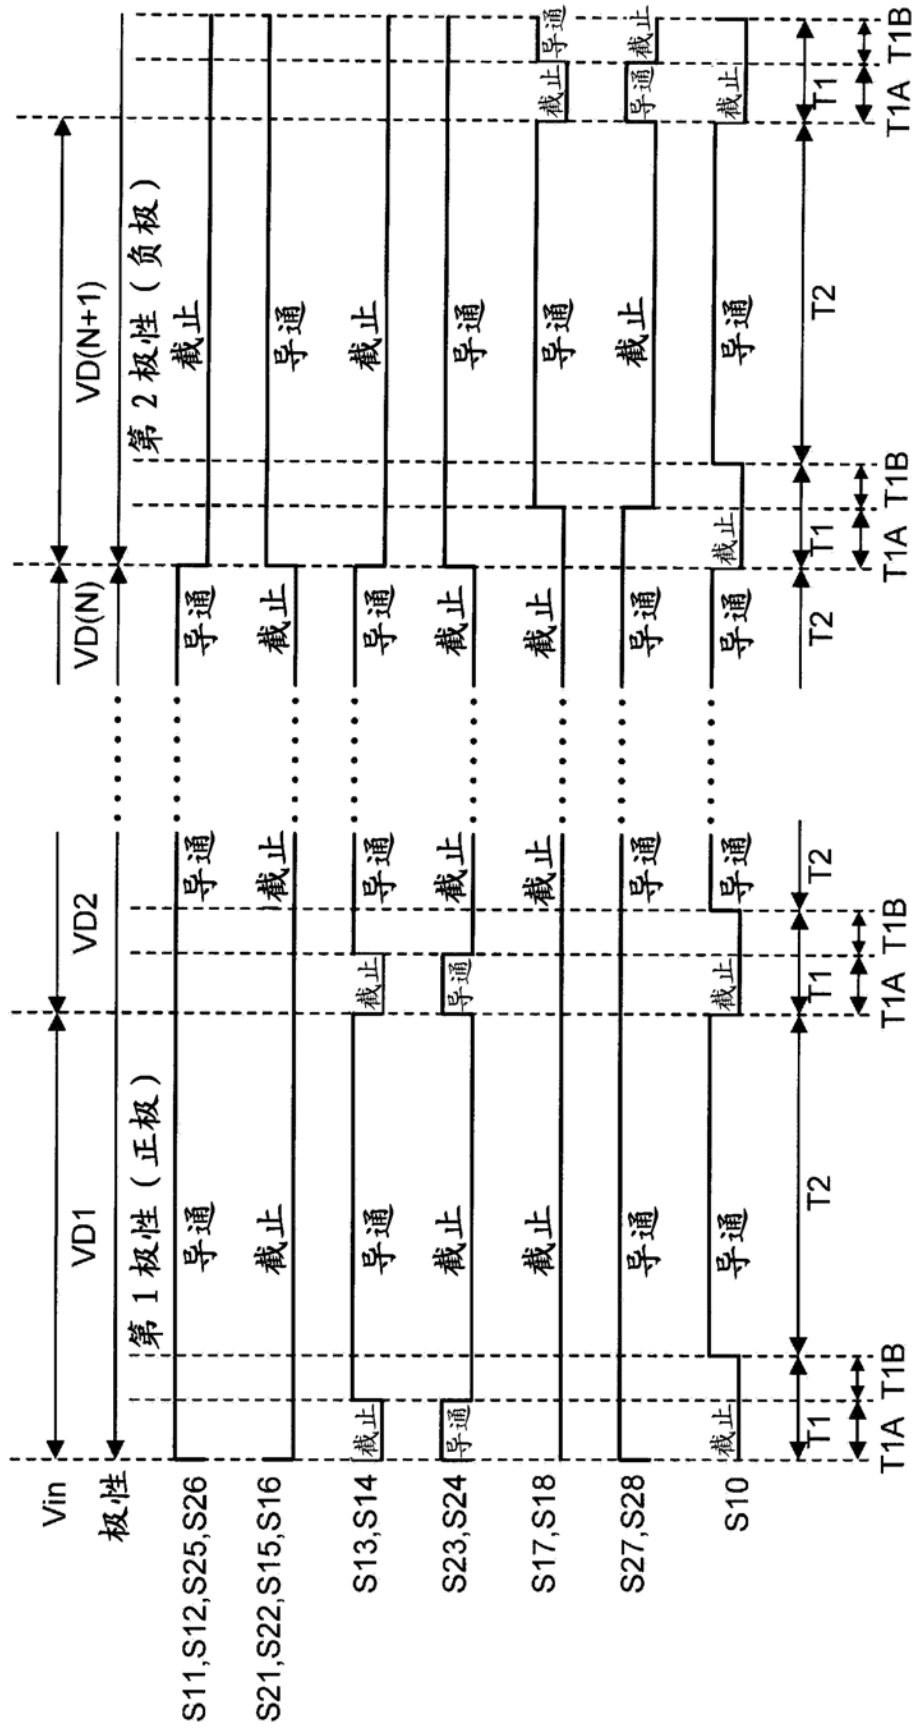 Vin
VD1
VD2
VD(N)
VD(N+1)
极性
第1极性（正极）
第2极性（负极）
S11,S12,S25,S26
导通
导通
导通
截止
S21,S22,S15,S16
截止
截止
截止
导通
S13,S14
截止
导通
截止
导通
导通
截止
S23,S24
导通
截止
导通
截止
截止
导通
S17,S18
截止
截止
截止
导通
截止
导通
S27,S28
导通
导通
导通
截止
导通
截止
S10
截止
导通
截止
导通
导通
截止
导通
截止
T1
T2
T1
T2
T2
T1
T2
T1
T1A
T1B
T1A
T1B
T1A
T1B
T1A
T1B